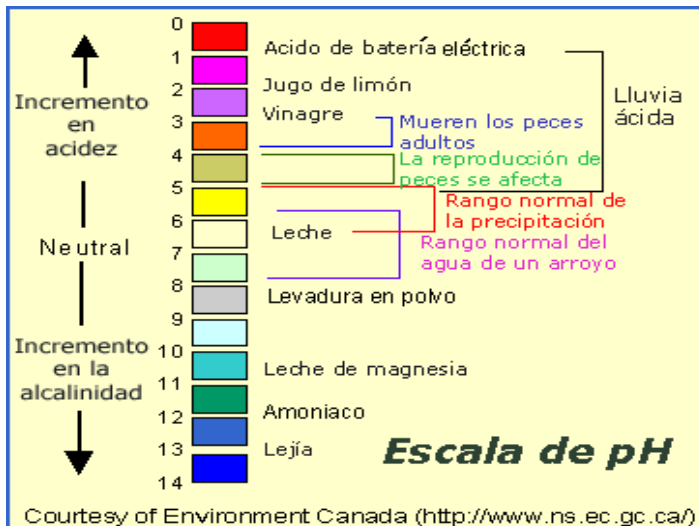 0
1
2
3
4
5
6
7
8
9
10
11
12
13
14
Incremento
en
acidez
Neutral
Incremento
en la
alcalinidad
Acido de batería eléctrica
Jugo de limón
Vinagre
Mueren los peces
adultos
La reproducción de
peces se afecta
Lluvia
ácida
Rango normal de
la precipitación
Leche
Rango normal del
agua de un arroyo
Levadura en polvo
Leche de magnesia
Amoniaco
Lejía
Escala de pH
Courtesy of Environment Canada (http://www.ns.ec.gc.ca/)